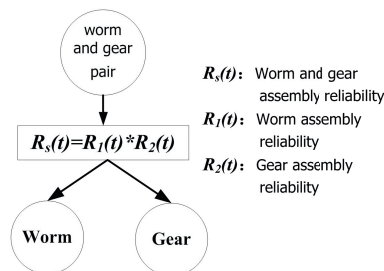 worm
and gear
pair
Rs(t)=R1(t)*R2(t)
Worm
Gear
Rs(t): Worm and gear
assembly reliability
R1(t): Worm assembly
reliability
R2(t): Gear assembly
reliability